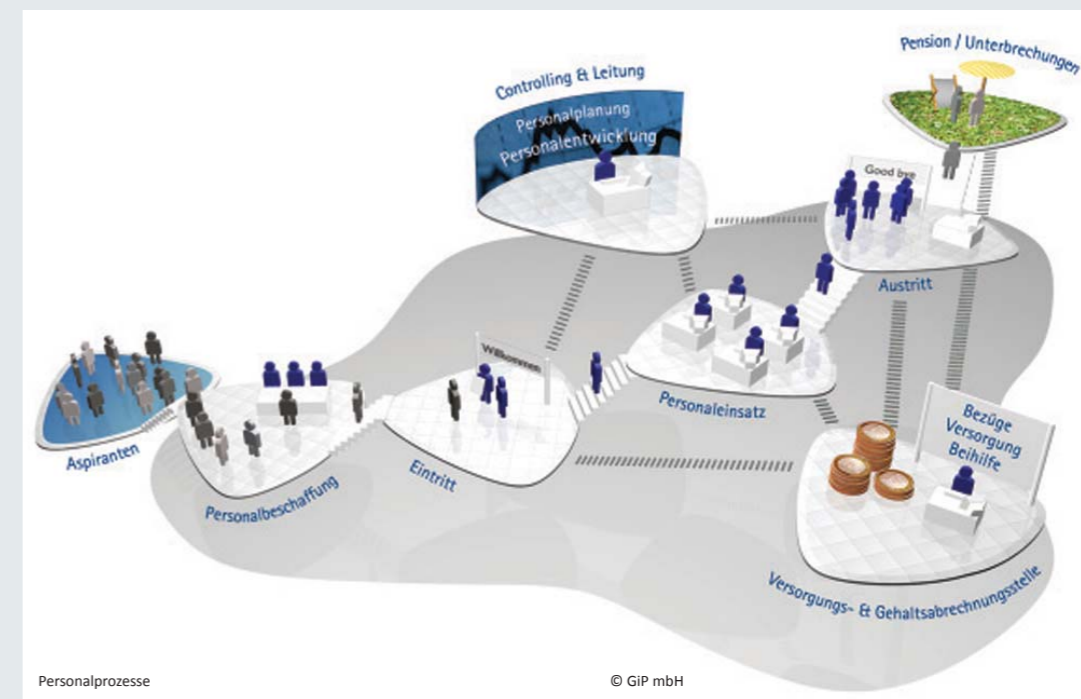 Pension / Unterbrechungen
Controlling & Leitung
Personalplanung
Personalentwicklung
Good bye
Austritt
Willkommen
Personaleinsatz
Aspiranten
Personalbeschaffung
Eintritt
Bezüge
Versorgung
Beihilfe
Versorgungs- & Gehaltsabrechnungsstelle
Personalprozesse
© GiP mbH